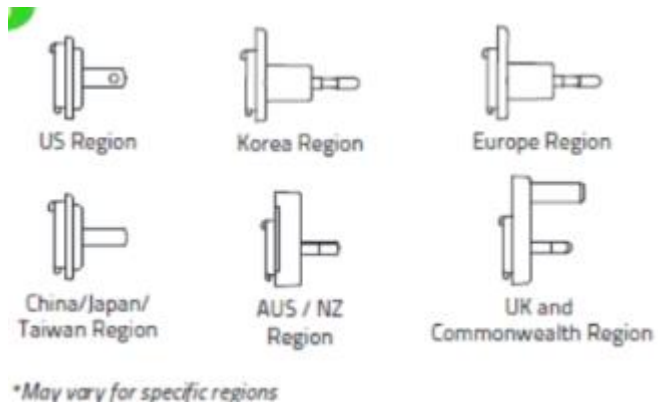 US Region
Korea Region
Europe Region
China/Japan/
Taiwan Region
AUS / NZ
Region
UK and
Commonwealth Region
*May vary for specific regions